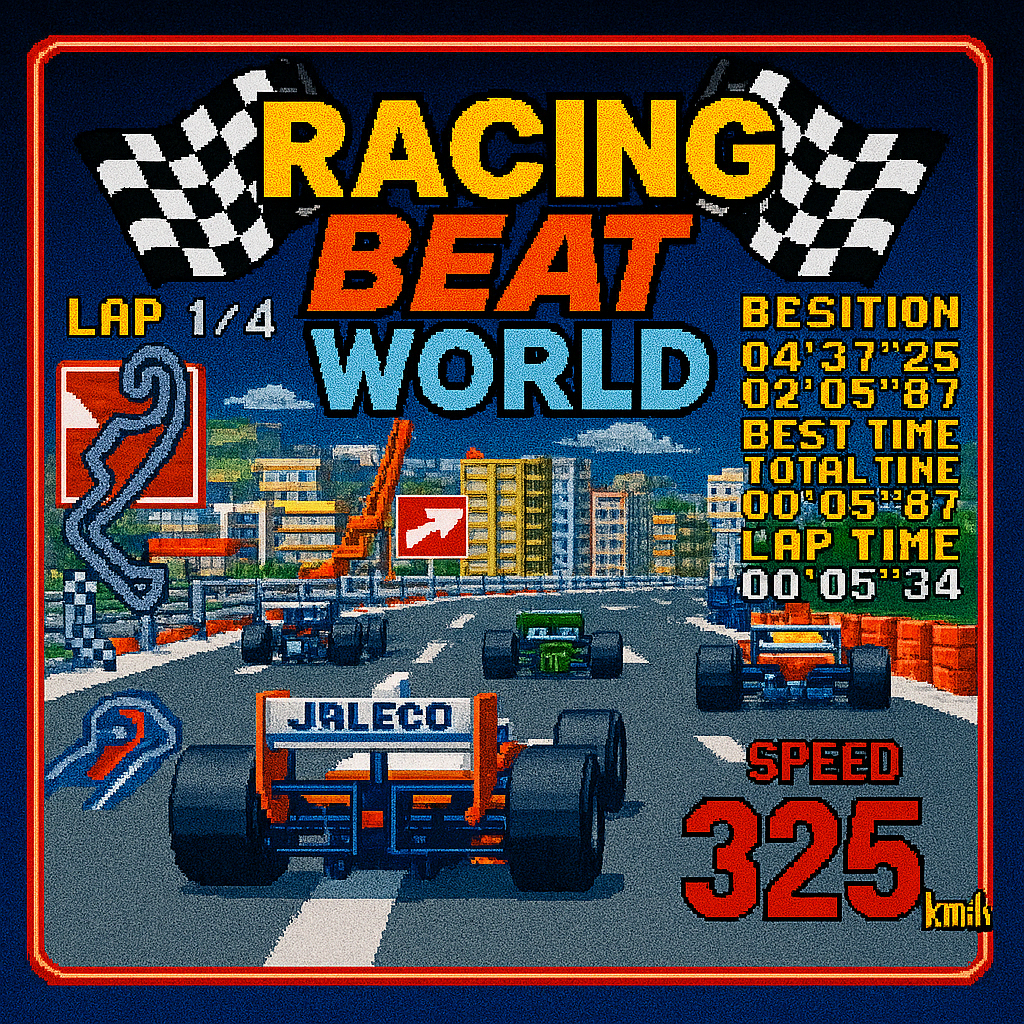 RACING
BEAT
WORLD
LAP 1/4
BESITION
04'37"25
02'05"87
BEST TIME
TOTAL TINE
00'05"87
LAP TIME
00'05"34
JALECO
SPEED
325